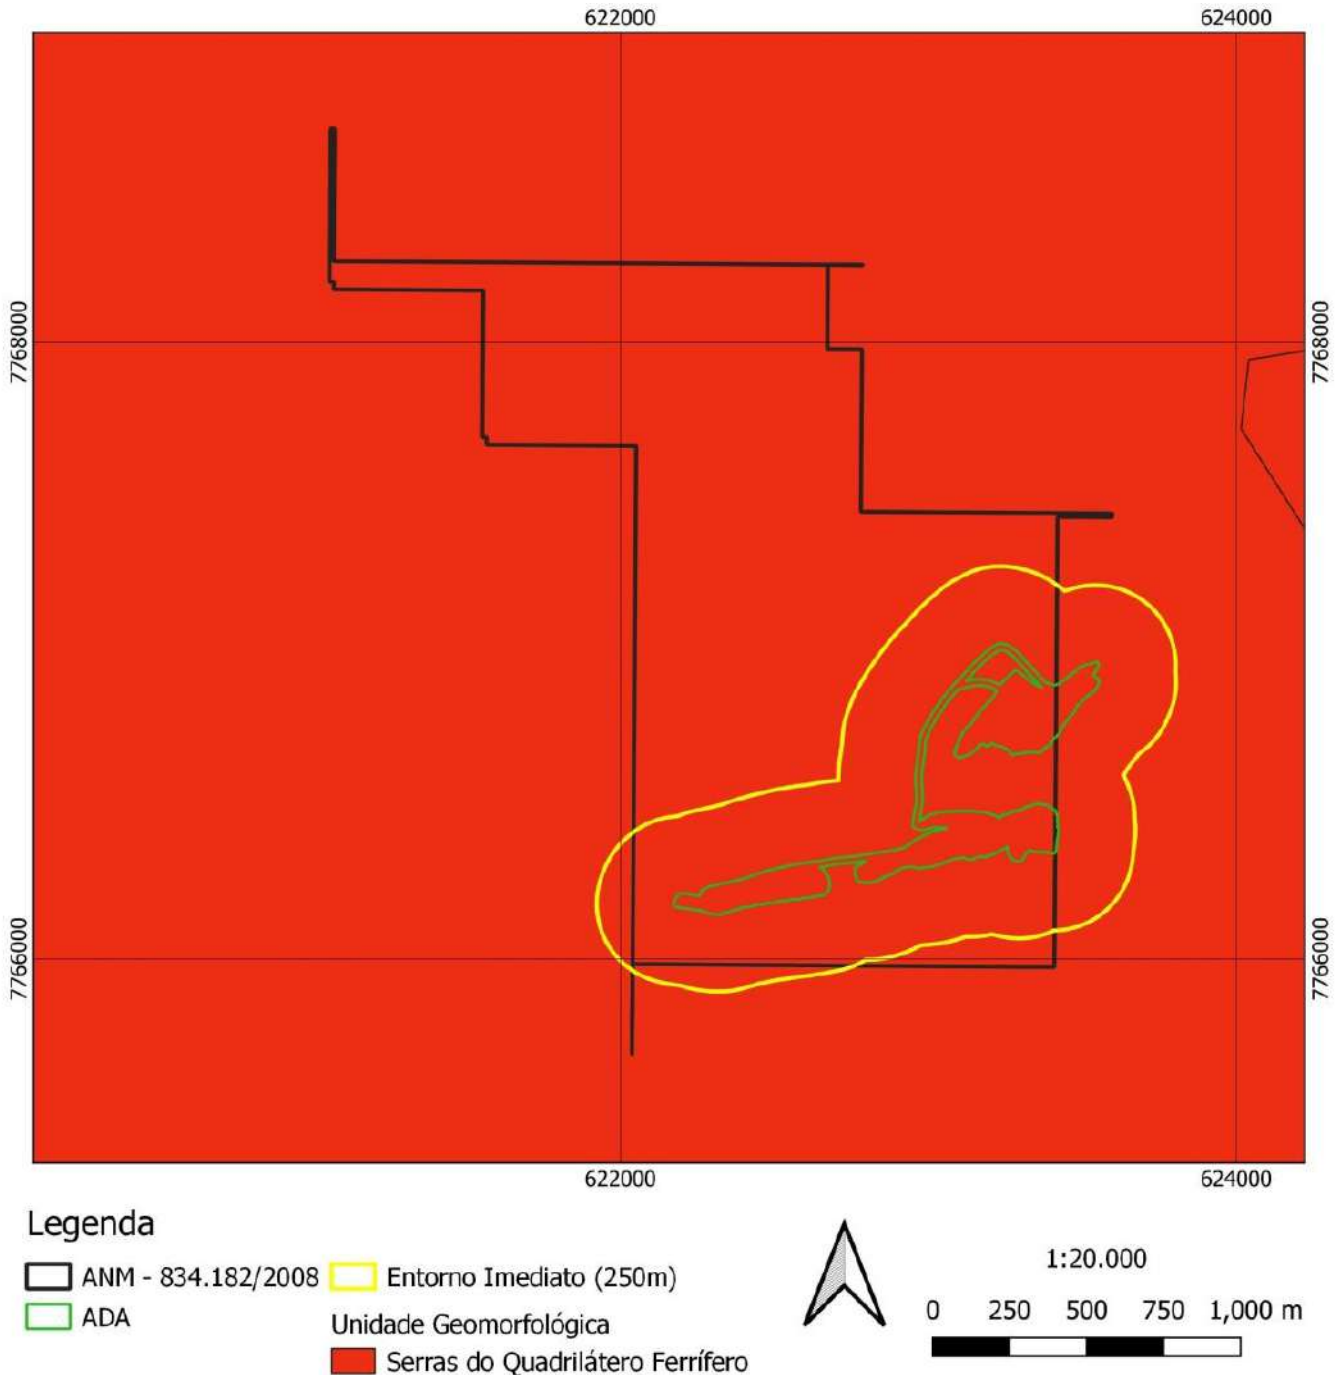 622000 624000
7768000 7768000
7766000 7766000
622000 624000
Legenda
ANM - 834.182/2008
ADA
Entorno Imediato (250m)
Unidade Geomorfológica
Serras do Quadrilátero Ferrífero
1:20.000
0 250 500 750 1,000 m